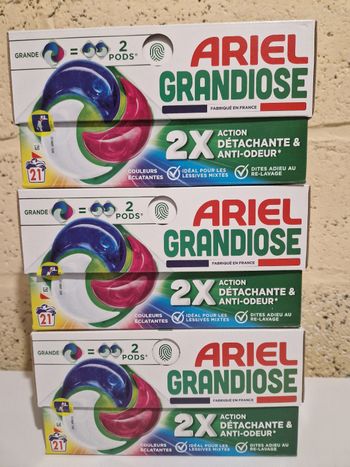 GRANDE = 2 PODS*
ARIEL
GRANDIOSE
FABRIQUÉ EN FRANCE
2X ACTION
DÉTACHANTE &
ANTI-ODEUR*
21
COULEURS ÉCLATANTES
IDÉAL POUR LES LESSIVES MIXTES
DITES ADIEU AU RE-LAVAGE
GRANDE = 2 PODS*
ARIEL
GRANDIOSE
FABRIQUÉ EN FRANCE
2X ACTION
DÉTACHANTE &
ANTI-ODEUR*
21
COULEURS ÉCLATANTES
IDÉAL POUR LES LESSIVES MIXTES
DITES ADIEU AU RE-LAVAGE
GRANDE = 2 PODS*
ARIEL
GRANDIOSE
FABRIQUÉ EN FRANCE
2X ACTION
DÉTACHANTE &
ANTI-ODEUR*
21
COULEURS ÉCLATANTES
IDÉAL POUR LES LESSIVES MIXTES
DITES ADIEU AU RE-LAVAGE